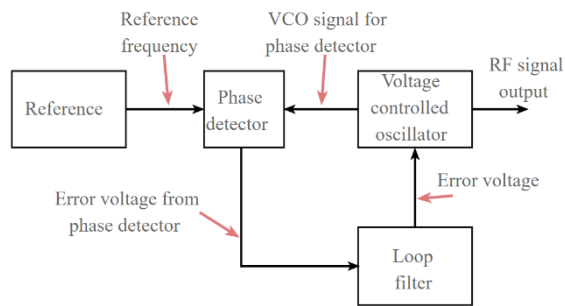 Reference
frequency
VCO signal for
phase detector
RF signal
output
Reference
Phase
detector
Voltage
controlled
oscillator
Error voltage from
phase detector
Error voltage
Loop
filter